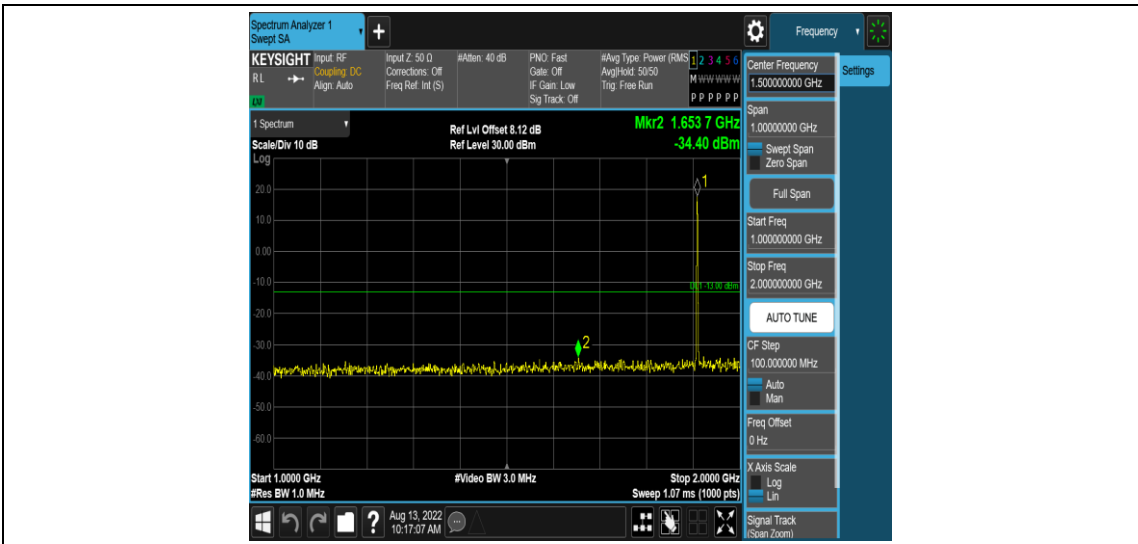 Spectrum Analyzer 1
Swept SA
Frequency
KEYSIGHT
RL
LXI
Input: RF
Coupling: DC
Align: Auto
Input Z: 50 Ω
Corrections: Off
Freq Ref: Int (S)
#Atten: 40 dB
PNO: Fast
Gate: Off
IF Gain: Low
Sig Track: Off
#Avg Type: Power (RMS
Avg|Hold: 50/50
Trig: Free Run
1 2 3 4 5 6
M W W W W W
P P P P P P
1 Spectrum
Scale/Div 10 dB
Log
Ref Lvl Offset 8.12 dB
Ref Level 30.00 dBm
Mkr2 1.653 7 GHz
-34.40 dBm
20.0
10.0
0.00
-10.0
-20.0
-30.0
-40.0
-50.0
-60.0
1
DL1 -13.00 dBm
2
Start 1.0000 GHz
#Res BW 1.0 MHz
#Video BW 3.0 MHz
Stop 2.0000 GHz
Sweep 1.07 ms (1000 pts)
Aug 13, 2022
10:17:07 AM
Center Frequency
1.500000000 GHz
Settings
Span
1.00000000 GHz
Swept Span
Zero Span
Full Span
Start Freq
1.000000000 GHz
Stop Freq
2.000000000 GHz
AUTO TUNE
CF Step
100.000000 MHz
Auto
Man
Freq Offset
0 Hz
X Axis Scale
Log
Lin
Signal Track
(Span Zoom)